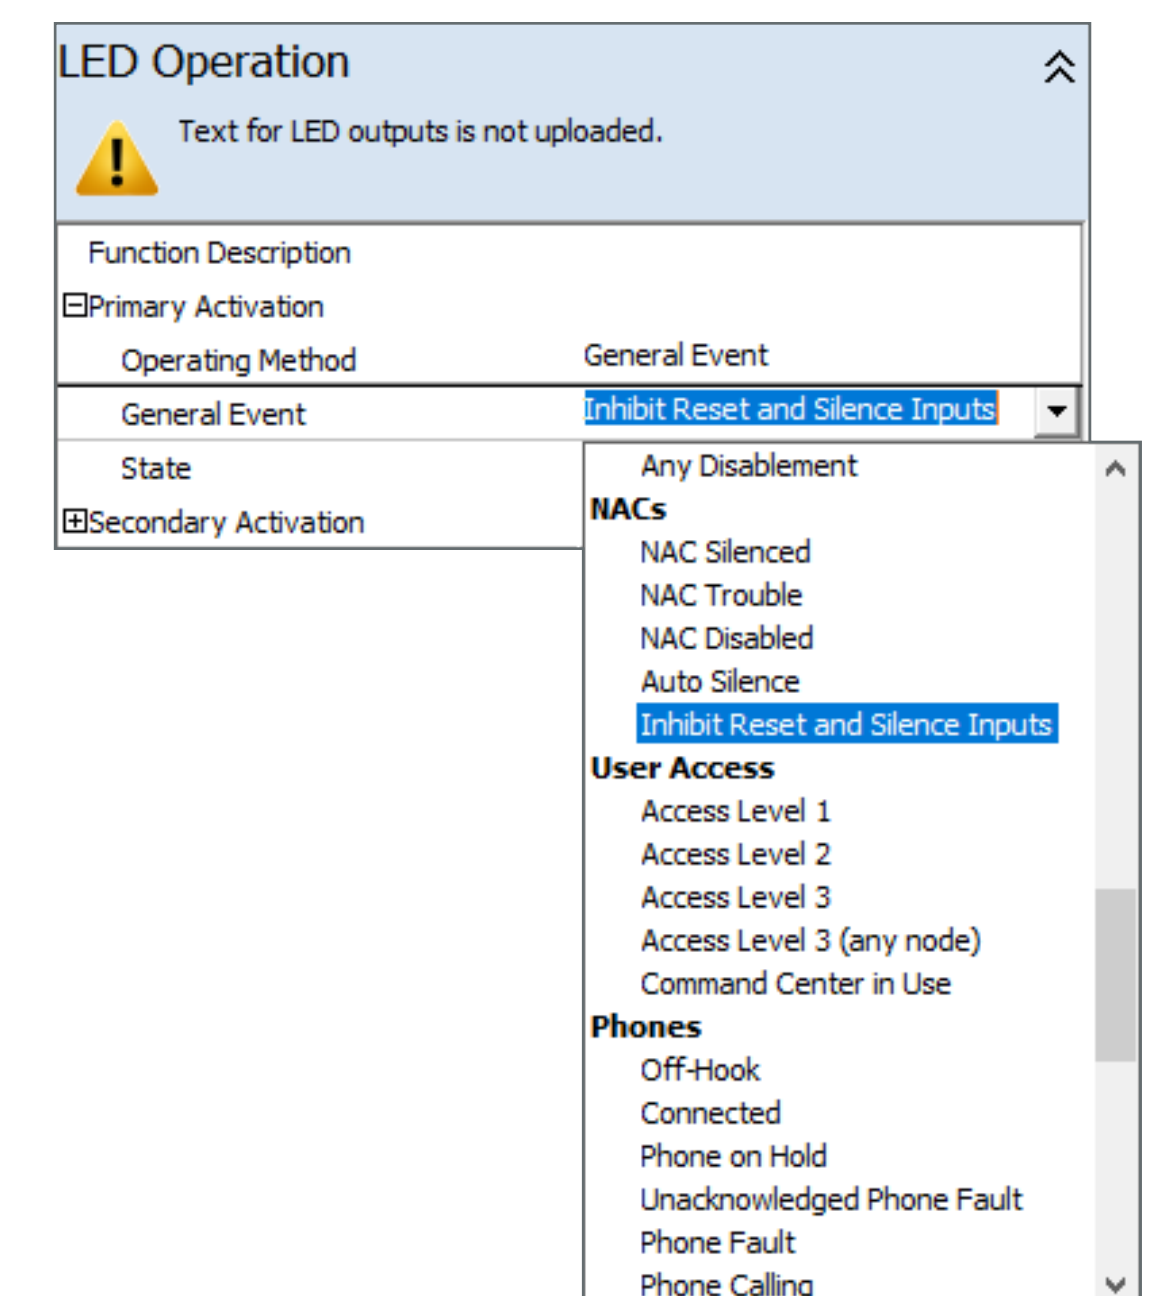 LED Operation
Text for LED outputs is not uploaded.
Function Description
Primary Activation
Operating Method General Event
General Event Inhibit Reset and Silence Inputs
State
Secondary Activation
Any Disablement
NACs
NAC Silenced
NAC Trouble
NAC Disabled
Auto Silence
Inhibit Reset and Silence Inputs
User Access
Access Level 1
Access Level 2
Access Level 3
Access Level 3 (any node)
Command Center in Use
Phones
Off-Hook
Connected
Phone on Hold
Unacknowledged Phone Fault
Phone Fault
Phone Calling